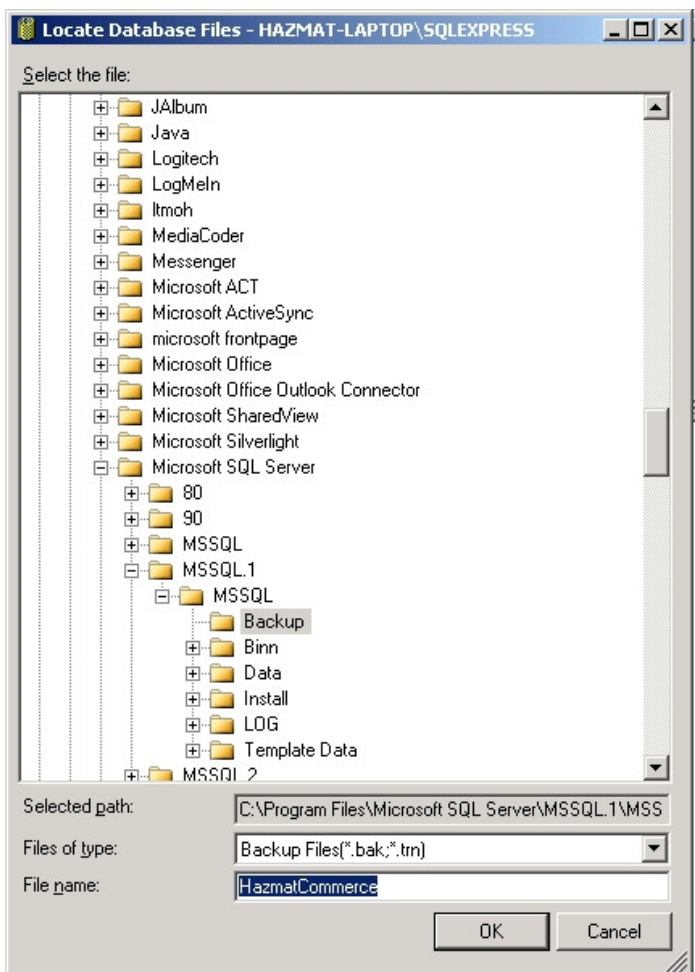 Locate Database Files - HAZMAT-LAPTOP\SQLEXPRESS
Select the file:
JAlbum
Java
Logitech
LogMeIn
ltmoh
MediaCoder
Messenger
Microsoft ACT
Microsoft ActiveSync
microsoft frontpage
Microsoft Office
Microsoft Office Outlook Connector
Microsoft SharedView
Microsoft Silverlight
Microsoft SQL Server
80
90
MSSQL
MSSQL.1
MSSQL
Backup
Binn
Data
Install
LOG
Template Data
MSSQL.2
Selected path: C:\Program Files\Microsoft SQL Server\MSSQL.1\MSS
Files of type: Backup Files(*.bak;*.trn)
File name: HazmatCommerce
OK Cancel